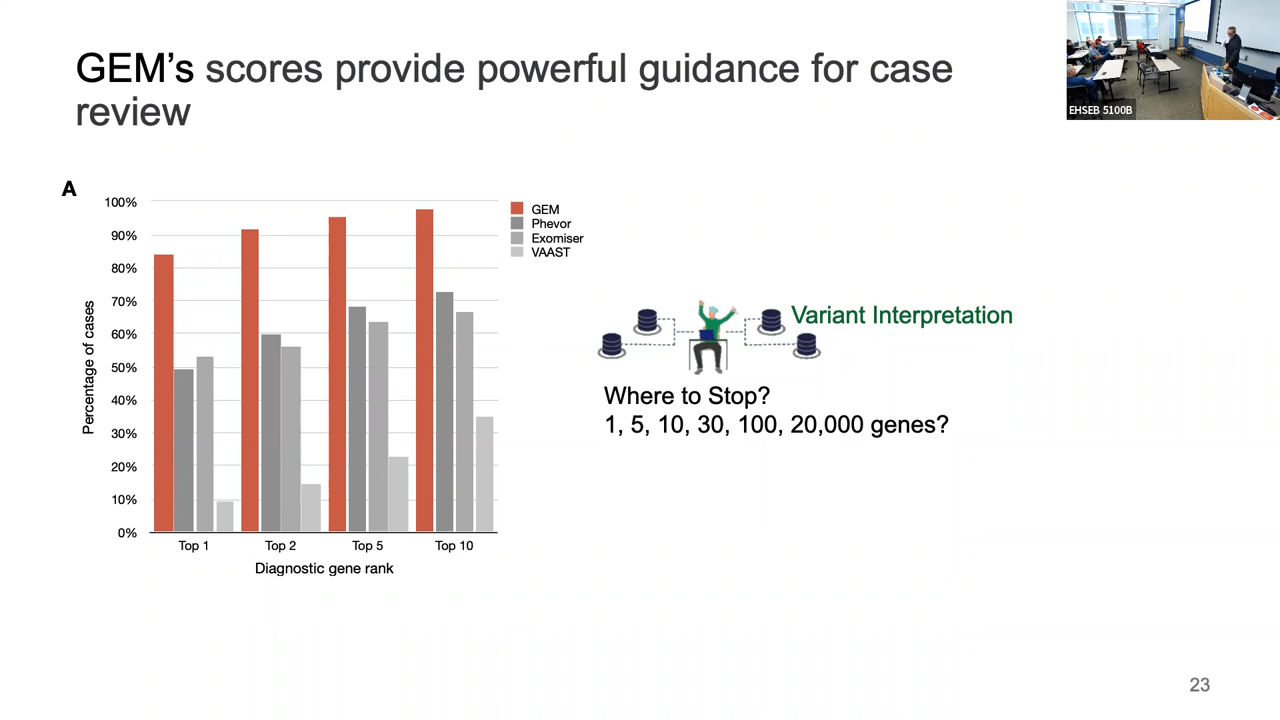 GEM's scores provide powerful guidance for case
review
EHSEB 5100B
A
100%
90%
80%
70%
60%
50%
40%
30%
20%
10%
0%
Percentage of cases
Top 1
Top 2
Top 5
Top 10
Diagnostic gene rank
GEM
Phevor
Exomiser
VAAST
Variant Interpretation
Where to Stop?
1, 5, 10, 30, 100, 20,000 genes?
23